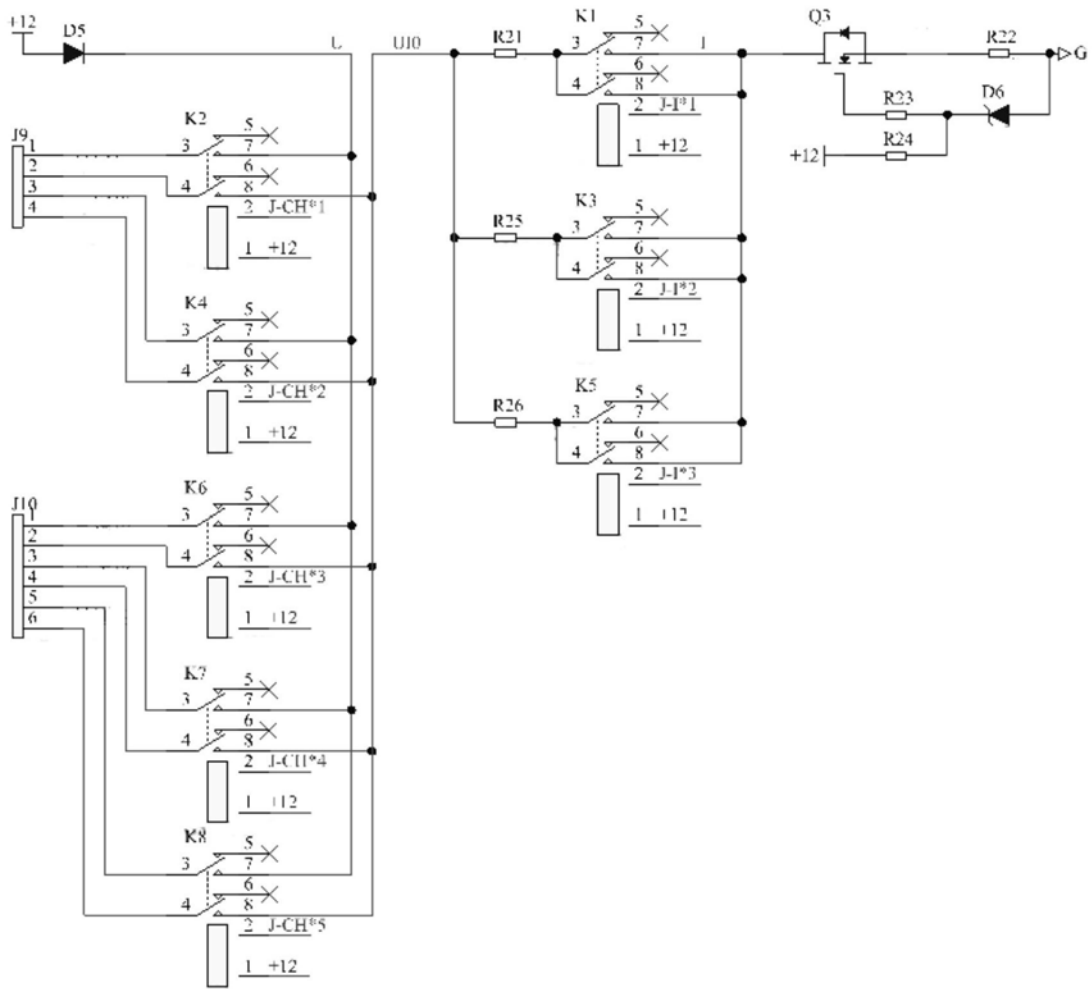 +12 D5 U U10 R21 K1 I Q3 R22 G
3 5 7
4 6 8
2 J-I*1
1 +12
R23 D6
R24
+12
J9
1
2
3
4
K2
3 5 7
4 6 8
2 J-CH*1
1 +12
K3
R25 3 5 7
4 6 8
2 J-I*2
1 +12
K4
3 5 7
4 6 8
2 J-CH*2
1 +12
K5
R26 3 5 7
4 6 8
2 J-I*3
1 +12
J10
1
2
3
4
5
6
K6
3 5 7
4 6 8
2 J-CH*3
1 +12
K7
3 5 7
4 6 8
2 J-CH*4
1 +12
K8
3 5 7
4 6 8
2 J-CH*5
1 +12